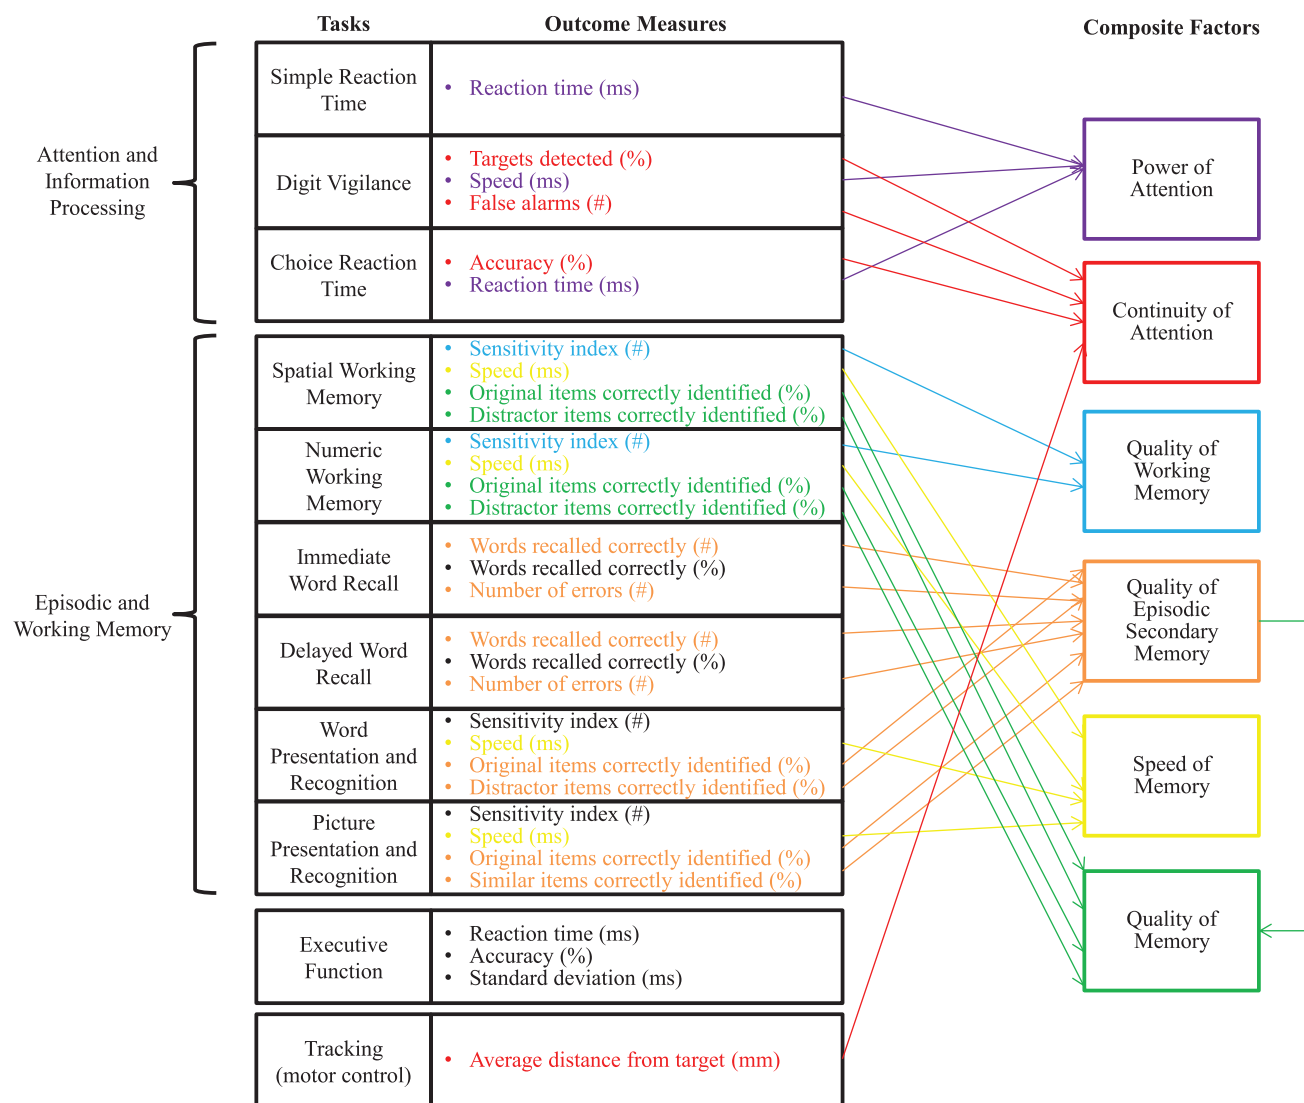 Tasks
Outcome Measures
Composite Factors
Attention and
Information
Processing
Simple Reaction
Time
• Reaction time (ms)
Digit Vigilance
• Targets detected (%)
• Speed (ms)
• False alarms (#)
Choice Reaction
Time
• Accuracy (%)
• Reaction time (ms)
Episodic and
Working Memory
Spatial Working
Memory
• Sensitivity index (#)
• Speed (ms)
• Original items correctly identified (%)
• Distractor items correctly identified (%)
Numeric
Working
Memory
• Sensitivity index (#)
• Speed (ms)
• Original items correctly identified (%)
• Distractor items correctly identified (%)
Immediate
Word Recall
• Words recalled correctly (#)
• Words recalled correctly (%)
• Number of errors (#)
Delayed Word
Recall
• Words recalled correctly (#)
• Words recalled correctly (%)
• Number of errors (#)
Word
Presentation and
Recognition
• Sensitivity index (#)
• Speed (ms)
• Original items correctly identified (%)
• Distractor items correctly identified (%)
Picture
Presentation and
Recognition
• Sensitivity index (#)
• Speed (ms)
• Original items correctly identified (%)
• Similar items correctly identified (%)
Executive
Function
• Reaction time (ms)
• Accuracy (%)
• Standard deviation (ms)
Tracking
(motor control)
• Average distance from target (mm)
Power of
Attention
Continuity of
Attention
Quality of
Working
Memory
Quality of
Episodic
Secondary
Memory
Speed of
Memory
Quality of
Memory